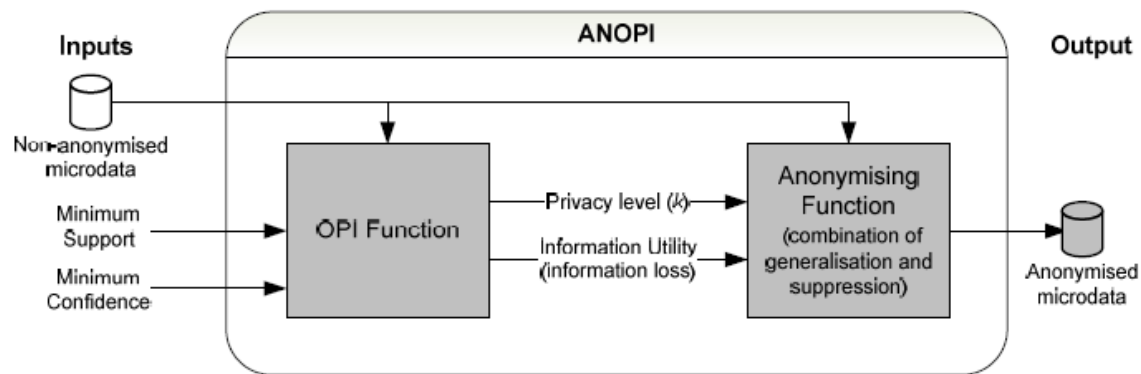 ANOPI
Inputs
Output
Non-anonymised
microdata
Minimum
Support
Minimum
Confidence
OPI Function
Privacy level (k)
Information Utility
(information loss)
Anonymising
Function
(combination of
generalisation and
suppression)
Anonymised
microdata